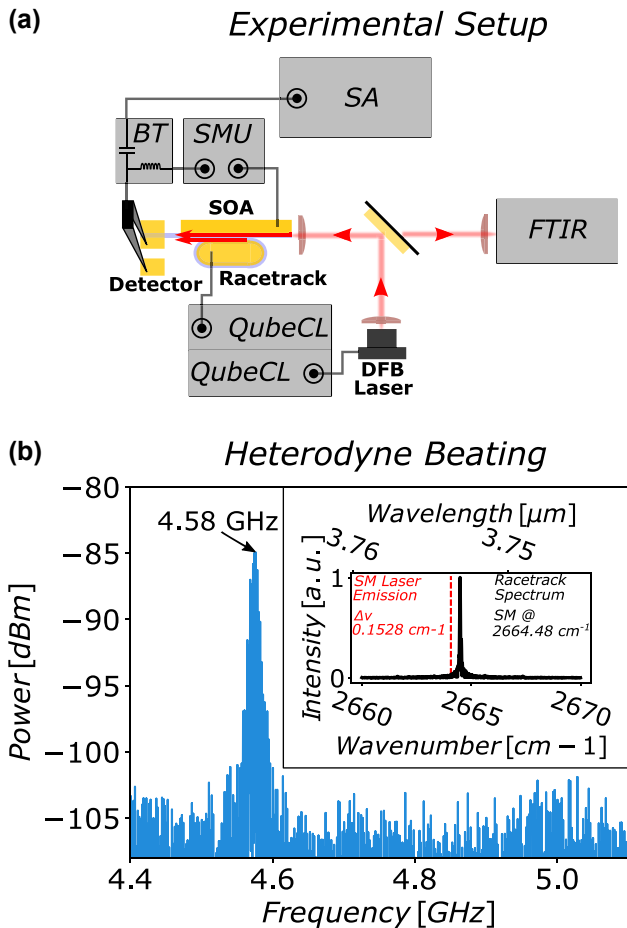 (a)
Experimental Setup
SA
BT
SMU
SOA
FTIR
Detector
Racetrack
QubeCL
QubeCL
DFB
Laser
(b)
Heterodyne Beating
−80
−85
−90
−95
−100
−105
Power [dBm]
4.58 GHz
Wavelength [μm]
3.76
3.75
1
0
Intensity [a.u.]
SM Laser
Emission
Δν
0.1528 cm-1
Racetrack
Spectrum
SM @
2664.48 cm⁻¹
2660
2665
2670
Wavenumber [cm − 1]
4.4
4.6
4.8
5.0
Frequency [GHz]